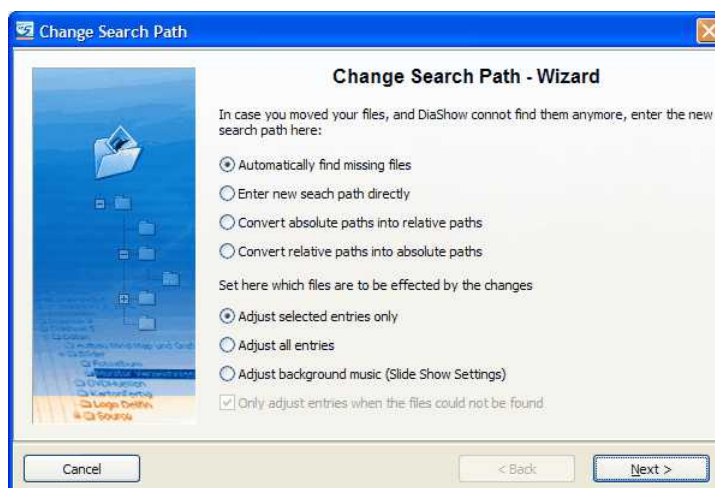 Change Search Path
Change Search Path - Wizard
In case you moved your files, and DiaShow connot find them anymore, enter the new
search path here:
Automatically find missing files
Enter new seach path directly
Convert absolute paths into relative paths
Convert relative paths into absolute paths
Set here which files are to be effected by the changes
Adjust selected entries only
Adjust all entries
Adjust background music (Slide Show Settings)
Only adjust entries when the files could not be found
Bilder
Fotoalbum
Logo Delfin
Cancel
< Back
Next >